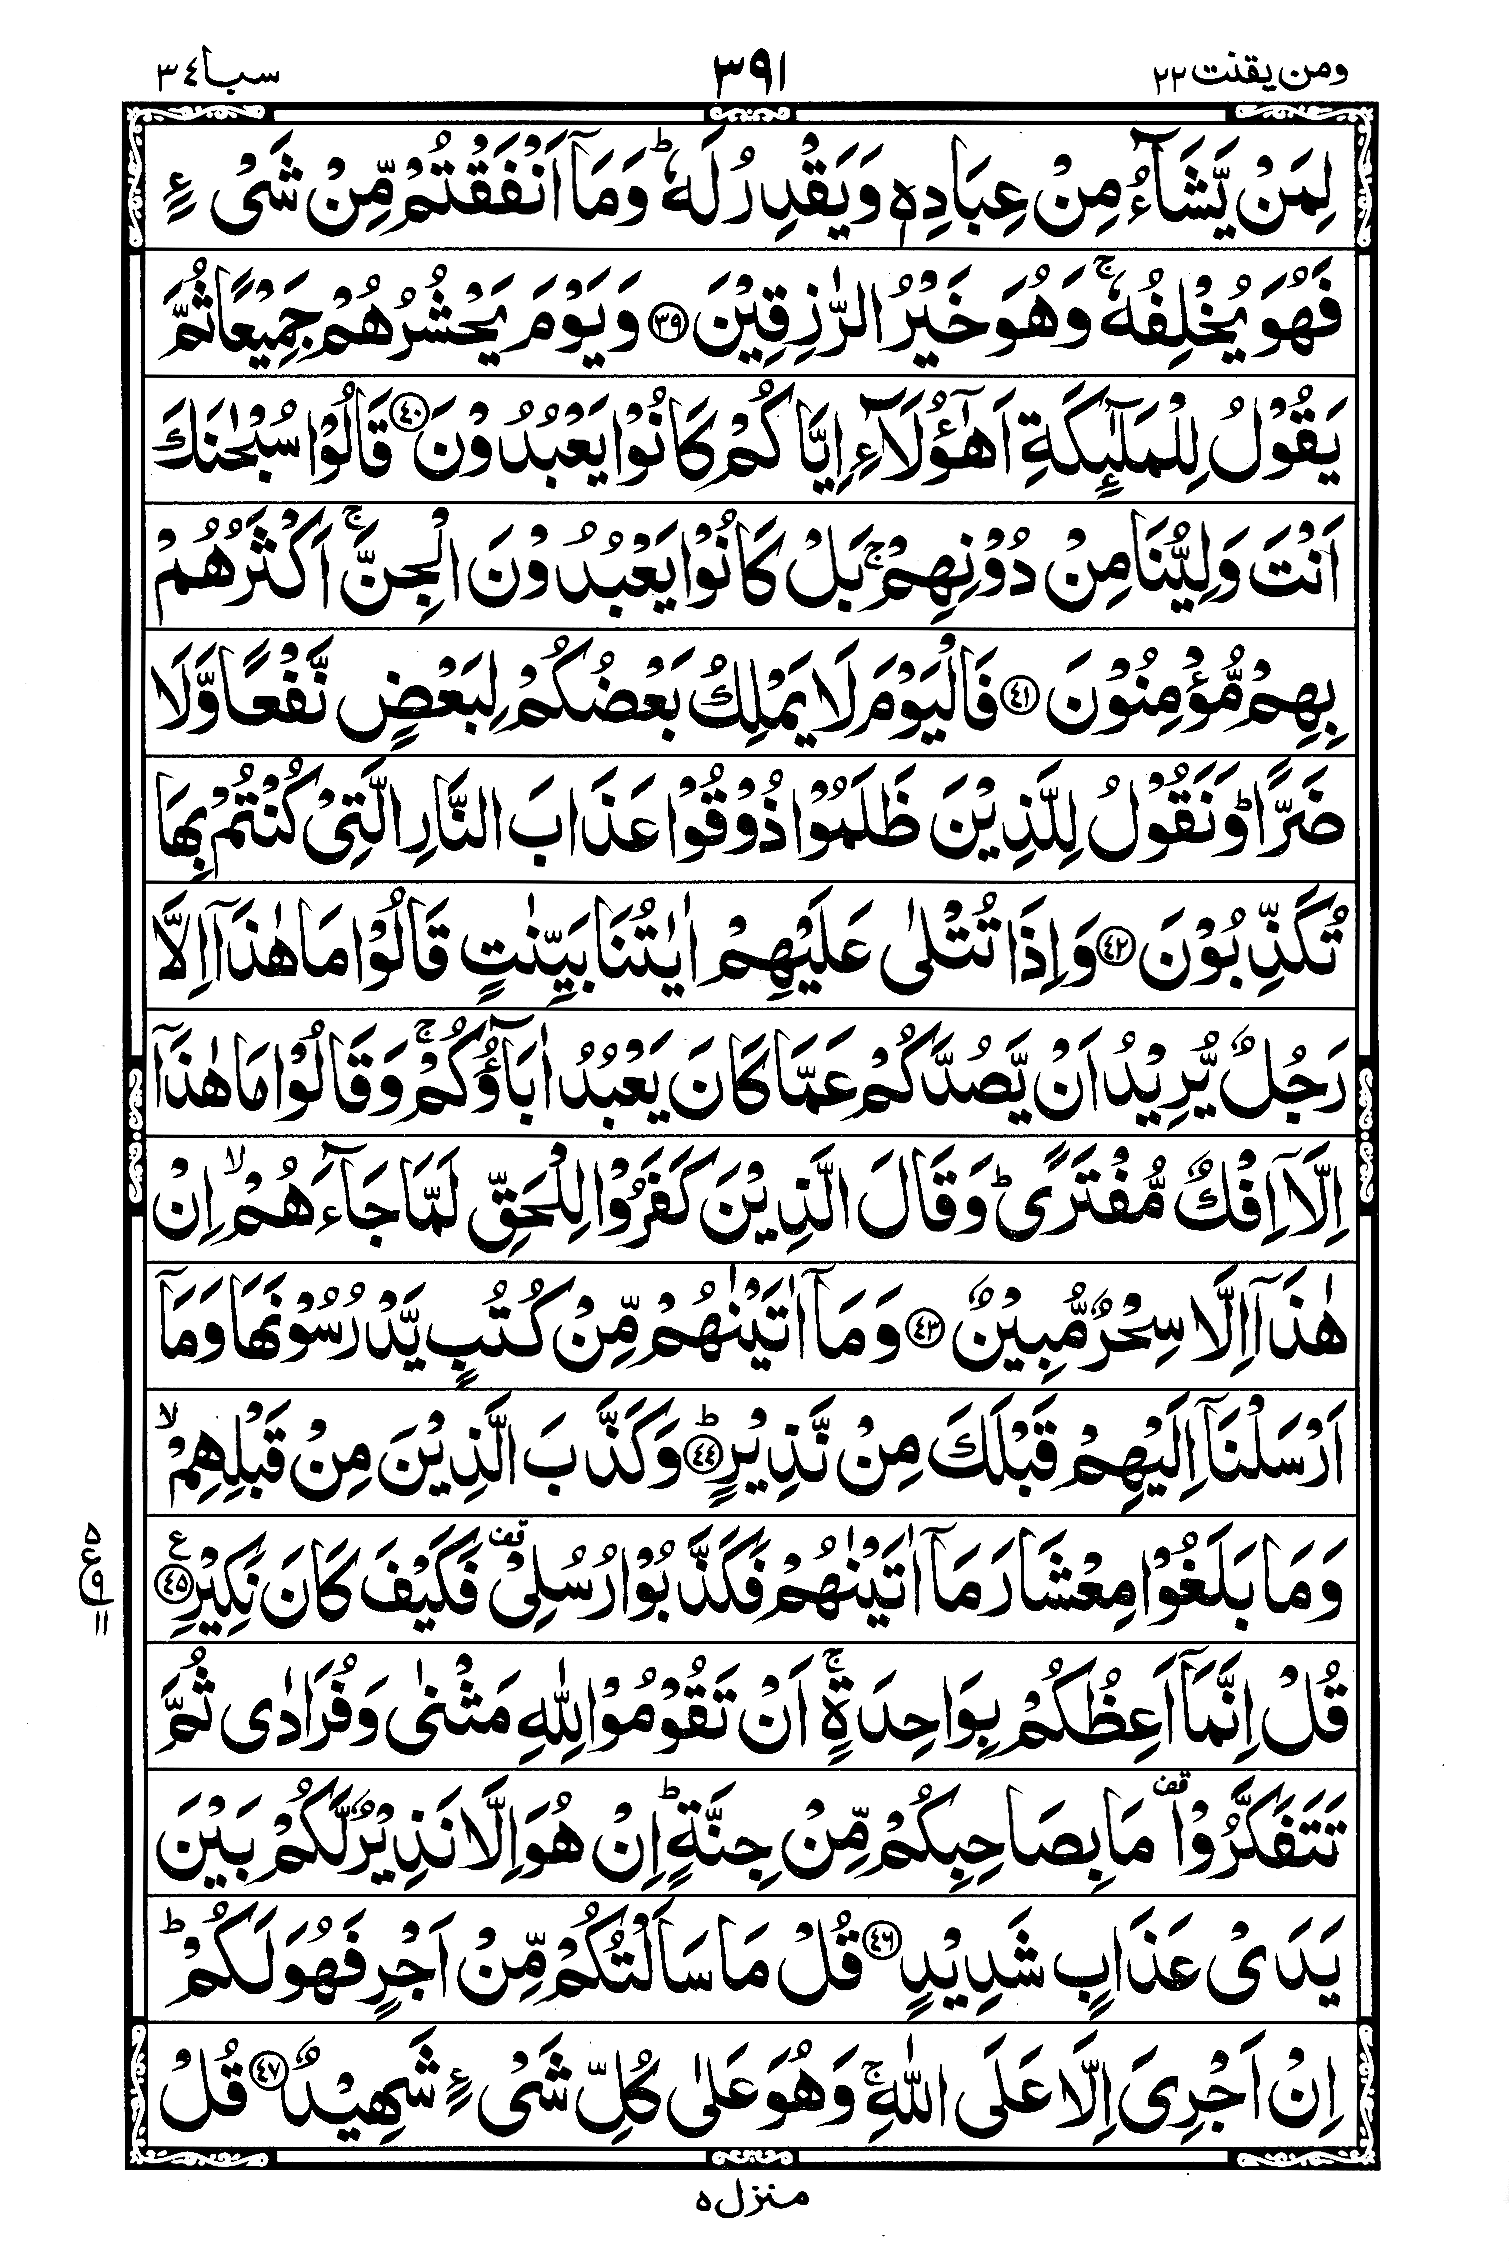 ومن يقنت ٢٢ ٣٩١ سبا ٣٤
لِمَنْ يَّشَآءُ مِنْ عِبَادِهٖ وَيَقْدِرُ لَهٗ ؕ وَمَآ اَنْفَقْتُمْ مِّنْ شَیْءٍ
فَهُوَ يُخْلِفُهٗ ۚ وَهُوَ خَيْرُ الرّٰزِقِيْنَ ﴿٣٩﴾ وَيَوْمَ يَحْشُرُهُمْ جَمِيْعًا ثُمَّ
يَقُوْلُ لِلْمَلٰٓئِكَةِ اَهٰٓؤُلَآءِ اِيَّاكُمْ كَانُوْا يَعْبُدُوْنَ ﴿٤٠﴾ قَالُوْا سُبْحٰنَكَ
اَنْتَ وَلِيُّنَا مِنْ دُوْنِهِمْ ۚ بَلْ كَانُوْا يَعْبُدُوْنَ الْجِنَّ ۚ اَكْثَرُهُمْ
بِهِمْ مُّؤْمِنُوْنَ ﴿٤١﴾ فَالْيَوْمَ لَا يَمْلِكُ بَعْضُكُمْ لِبَعْضٍ نَّفْعًا وَّلَا
ضَرًّا ؕ وَنَقُوْلُ لِلَّذِيْنَ ظَلَمُوْا ذُوْقُوْا عَذَابَ النَّارِ الَّتِیْ كُنْتُمْ بِهَا
تُكَذِّبُوْنَ ﴿٤٢﴾ وَاِذَا تُتْلٰی عَلَيْهِمْ اٰيٰتُنَا بَيِّنٰتٍ قَالُوْا مَا هٰذَآ اِلَّا
رَجُلٌ يُّرِيْدُ اَنْ يَّصُدَّكُمْ عَمَّا كَانَ يَعْبُدُ اٰبَآؤُكُمْ ۚ وَقَالُوْا مَا هٰذَآ
اِلَّآ اِفْكٌ مُّفْتَرًی ؕ وَقَالَ الَّذِيْنَ كَفَرُوْا لِلْحَقِّ لَمَّا جَآءَهُمْ ۙ اِنْ
هٰذَآ اِلَّا سِحْرٌ مُّبِيْنٌ ﴿٤٣﴾ وَمَآ اٰتَيْنٰهُمْ مِّنْ كُتُبٍ يَّدْرُسُوْنَهَا وَمَآ
اَرْسَلْنَآ اِلَيْهِمْ قَبْلَكَ مِنْ نَّذِيْرٍ ؕ﴿٤٤﴾ وَكَذَّبَ الَّذِيْنَ مِنْ قَبْلِهِمْ ۙ
وَمَا بَلَغُوْا مِعْشَارَ مَآ اٰتَيْنٰهُمْ فَكَذَّبُوْا رُسُلِیْ قف فَكَيْفَ كَانَ نَكِيْرِ ع ﴿٤٥﴾
٥ ع ٩ ١١
قُلْ اِنَّمَآ اَعِظُكُمْ بِوَاحِدَةٍ ۚ اَنْ تَقُوْمُوْا لِلّٰهِ مَثْنٰی وَفُرَادٰی ثُمَّ
تَتَفَكَّرُوْا قف مَا بِصَاحِبِكُمْ مِّنْ جِنَّةٍ ؕ اِنْ هُوَ اِلَّا نَذِيْرٌ لَّكُمْ بَيْنَ
يَدَیْ عَذَابٍ شَدِيْدٍ ﴿٤٦﴾ قُلْ مَا سَاَلْتُكُمْ مِّنْ اَجْرٍ فَهُوَ لَكُمْ ؕ
اِنْ اَجْرِیَ اِلَّا عَلَی اللّٰهِ ۚ وَهُوَ عَلٰی كُلِّ شَیْءٍ شَهِيْدٌ ﴿٤٧﴾ قُلْ
منزل ٥